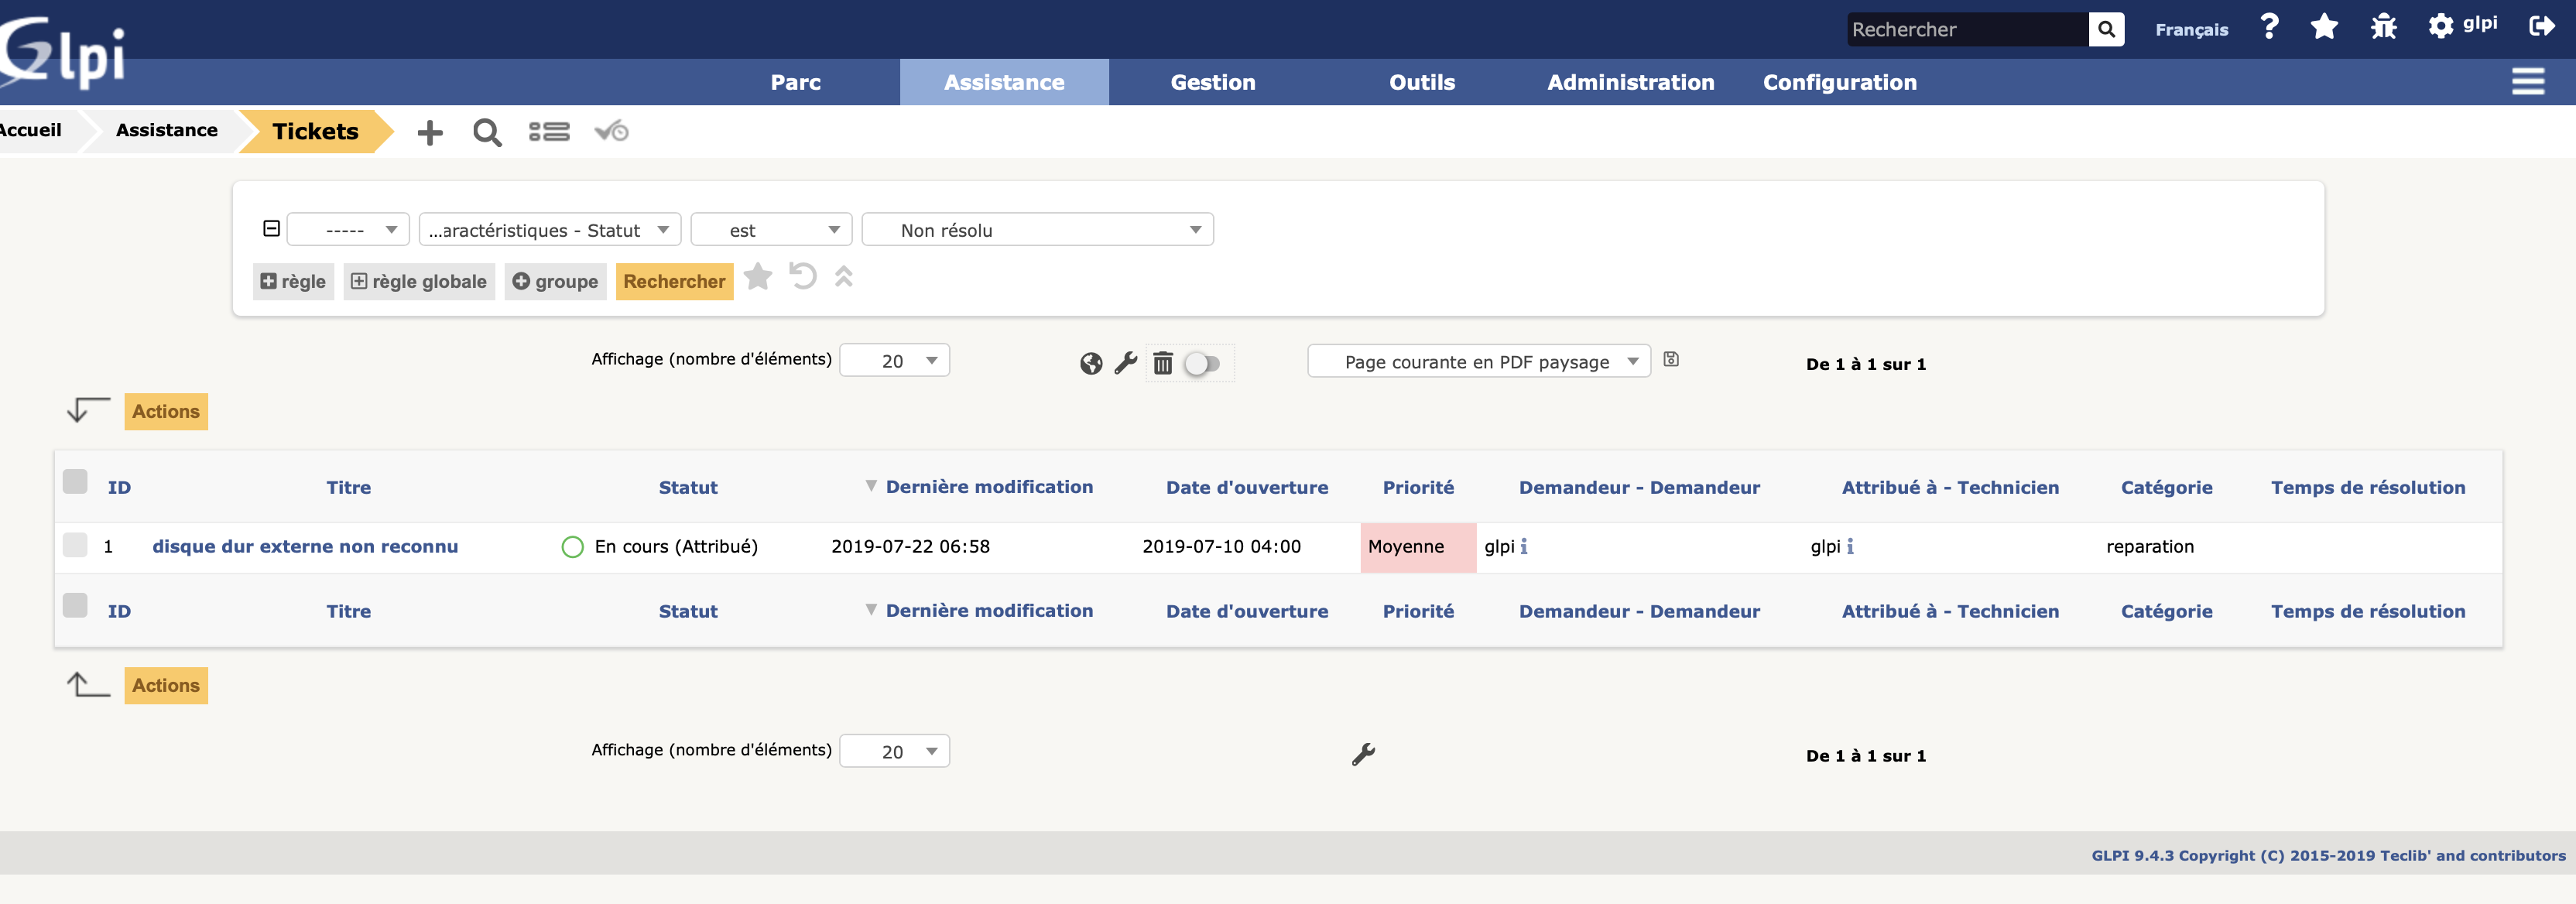 Glpi
Rechercher Français ? glpi
Parc Assistance Gestion Outils Administration Configuration
Accueil Assistance Tickets
----- ...aractéristiques - Statut est Non résolu
règle règle globale groupe Rechercher
Affichage (nombre d'éléments) 20 Page courante en PDF paysage De 1 à 1 sur 1
Actions
ID Titre Statut Dernière modification Date d'ouverture Priorité Demandeur - Demandeur Attribué à - Technicien Catégorie Temps de résolution
1 disque dur externe non reconnu En cours (Attribué) 2019-07-22 06:58 2019-07-10 04:00 Moyenne glpi glpi reparation
ID Titre Statut Dernière modification Date d'ouverture Priorité Demandeur - Demandeur Attribué à - Technicien Catégorie Temps de résolution
Actions
Affichage (nombre d'éléments) 20 De 1 à 1 sur 1
GLPI 9.4.3 Copyright (C) 2015-2019 Teclib' and contributors